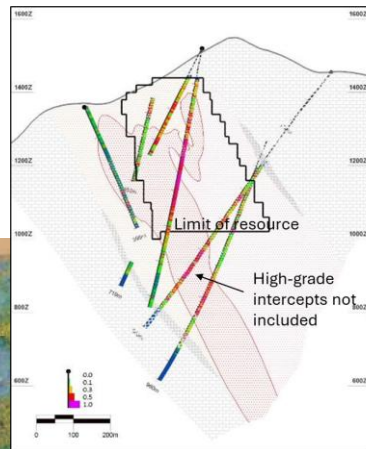 1600Z
1600Z
1400Z
1400Z
1200Z
1200Z
Limit of resource
1000Z
1000Z
High-grade
intercepts not
included
800Z
800Z
600Z
600Z
-0.0
0.1
0.3
0.5
1.0
0
100
200m